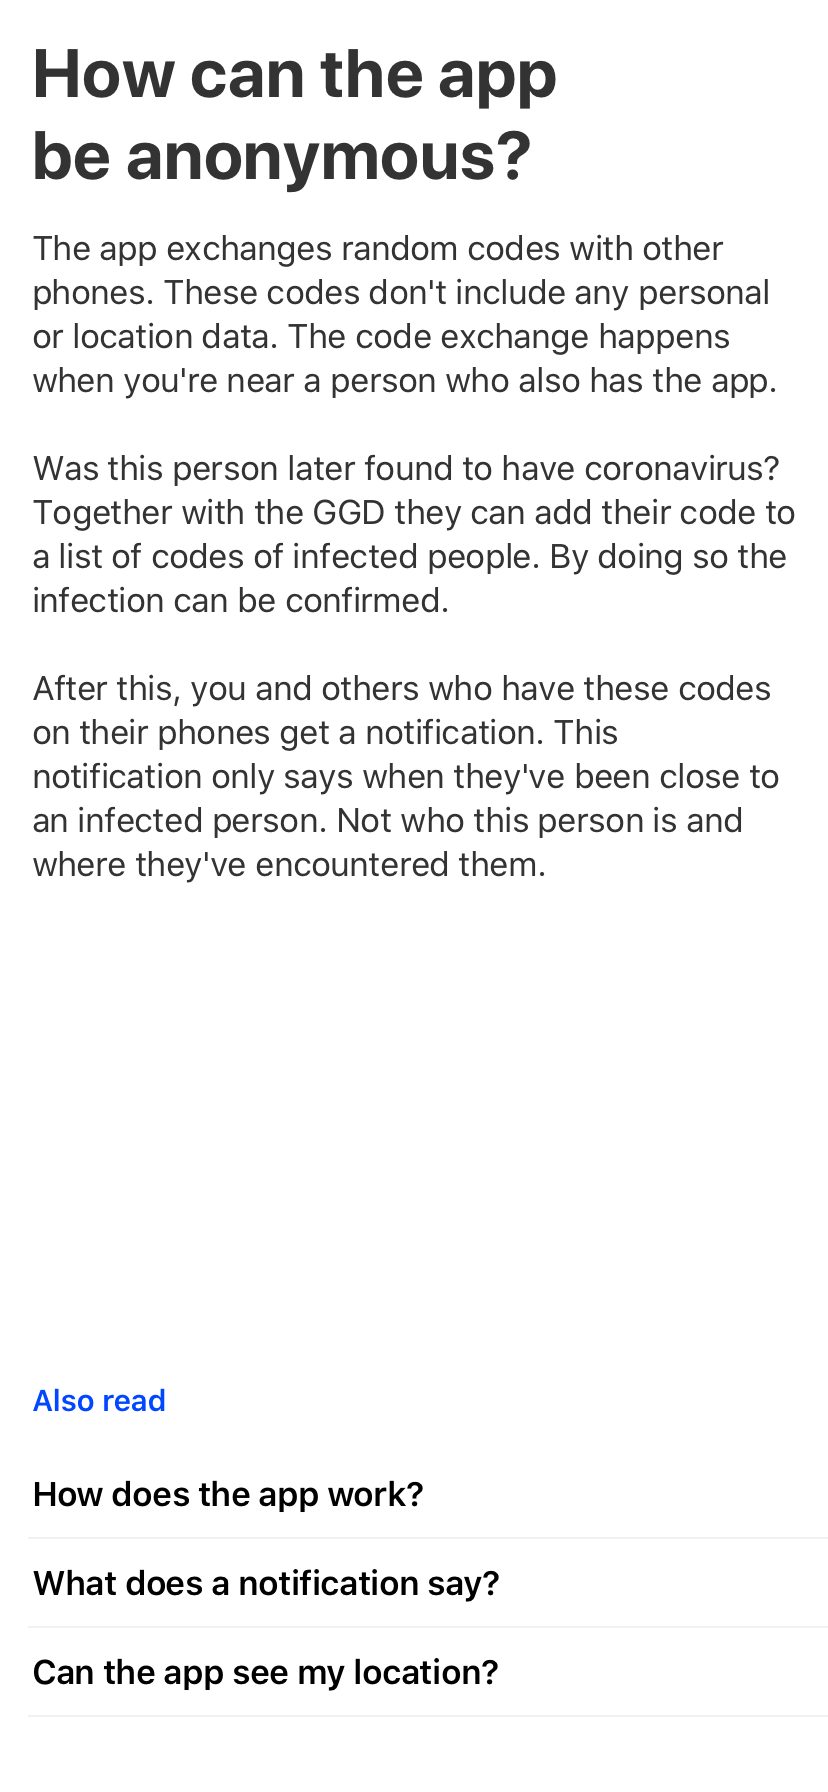 How can the app
be anonymous?
The app exchanges random codes with other
phones. These codes don't include any personal
or location data. The code exchange happens
when you're near a person who also has the app.
Was this person later found to have coronavirus?
Together with the GGD they can add their code to
a list of codes of infected people. By doing so the
infection can be confirmed.
After this, you and others who have these codes
on their phones get a notification. This
notification only says when they've been close to
an infected person. Not who this person is and
where they've encountered them.
Also read
How does the app work?
What does a notification say?
Can the app see my location?